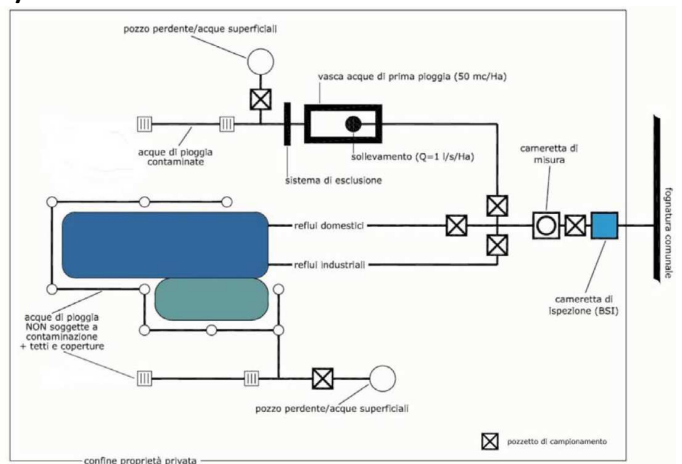 pozzo perdente/acque superficiali
vasca acque di prima pioggia (50 mc/Ha)
acque di pioggia
contaminate
sollevamento (Q=1 l/s/Ha)
sistema di esclusione
cameretta di
misura
fognatura comunale
reflui domestici
reflui industriali
cameretta di
ispezione (BSI)
acque di pioggia
NON soggette a
contaminazione
+ tetti e coperture
pozzo perdente/acque superficiali
pozzetto di campionamento
confine proprietà privata